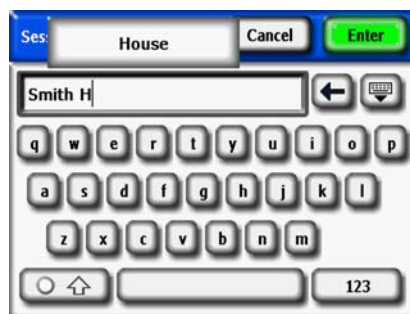 Ses House Cancel Enter
Smith H
q w e r t y u i o p
a s d f g h j k l
z x c v b n m
123